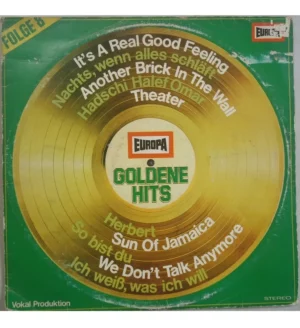 FOLGE 8
EUROPA
It's A Real Good Feeling
Nachts, wenn alles schläft
Another Brick In The Wall
Hadschi Halef Omar
Theater
EUROPA
GOLDENE
HITS
Herbert
Sun Of Jamaica
So bist du
We Don't Talk Anymore
Ich weiß, was ich will
Vokal Produktion
STEREO